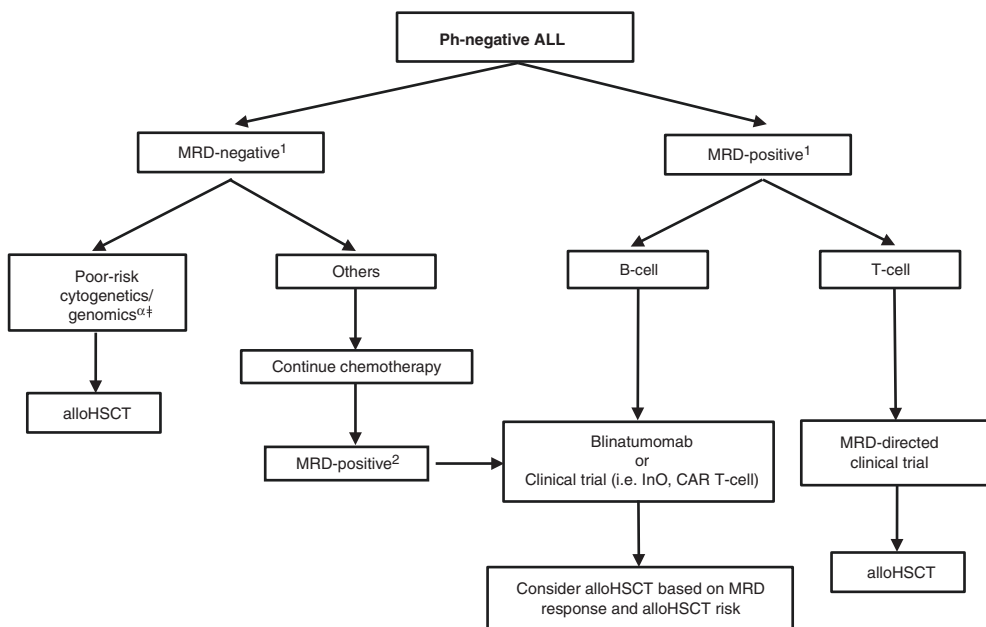 Ph-negative ALL
MRD-negative¹
MRD-positive¹
Poor-risk
cytogenetics/
genomicsᵅ‡
Others
B-cell
T-cell
Continue chemotherapy
alloHSCT
MRD-positive²
Blinatumomab
or
Clinical trial (i.e. InO, CAR T-cell)
MRD-directed
clinical trial
Consider alloHSCT based on MRD
response and alloHSCT risk
alloHSCT